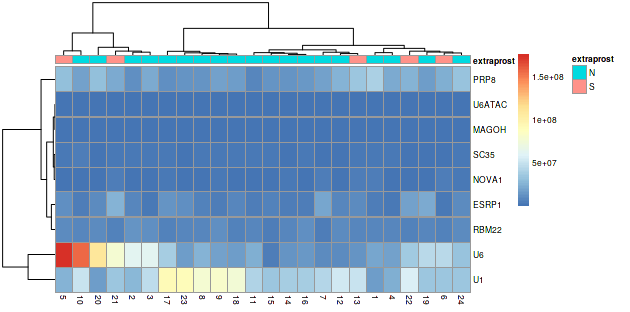 extraprost
extraprost
N
S
PRP8
U6ATAC
MAGOH
SC35
NOVA1
ESRP1
RBM22
U6
U1
1.5e+08
1e+08
5e+07
5 10 20 21 2 3 17 23 8 9 18 11 15 14 16 7 12 13 1 4 22 19 6 24